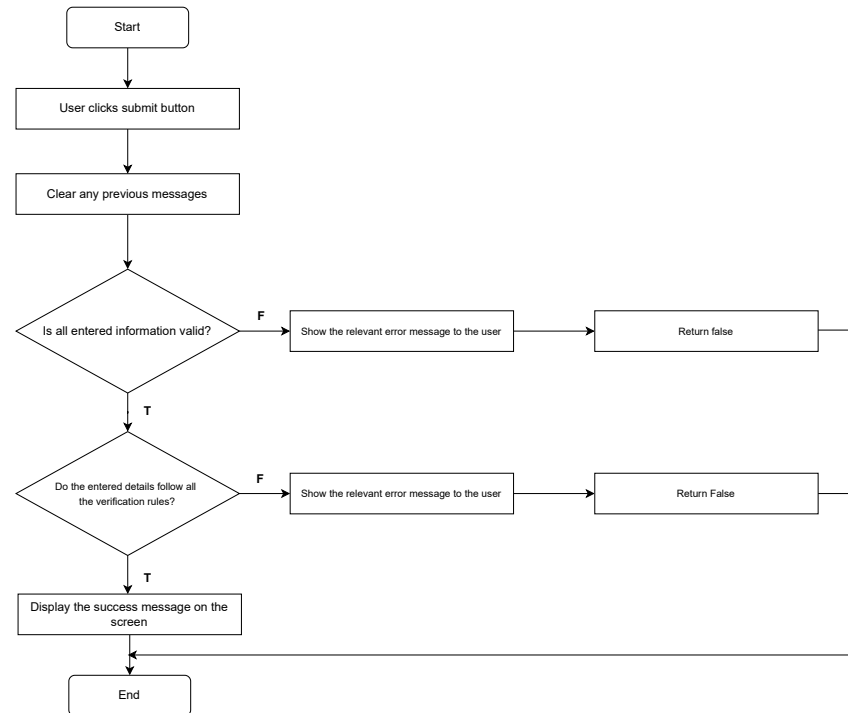 Start
User clicks submit button
Clear any previous messages
Is all entered information valid?
F
Show the relevant error message to the user
Return false
T
Do the entered details follow all
the verification rules?
F
Show the relevant error message to the user
Return False
T
Display the success message on the
screen
End